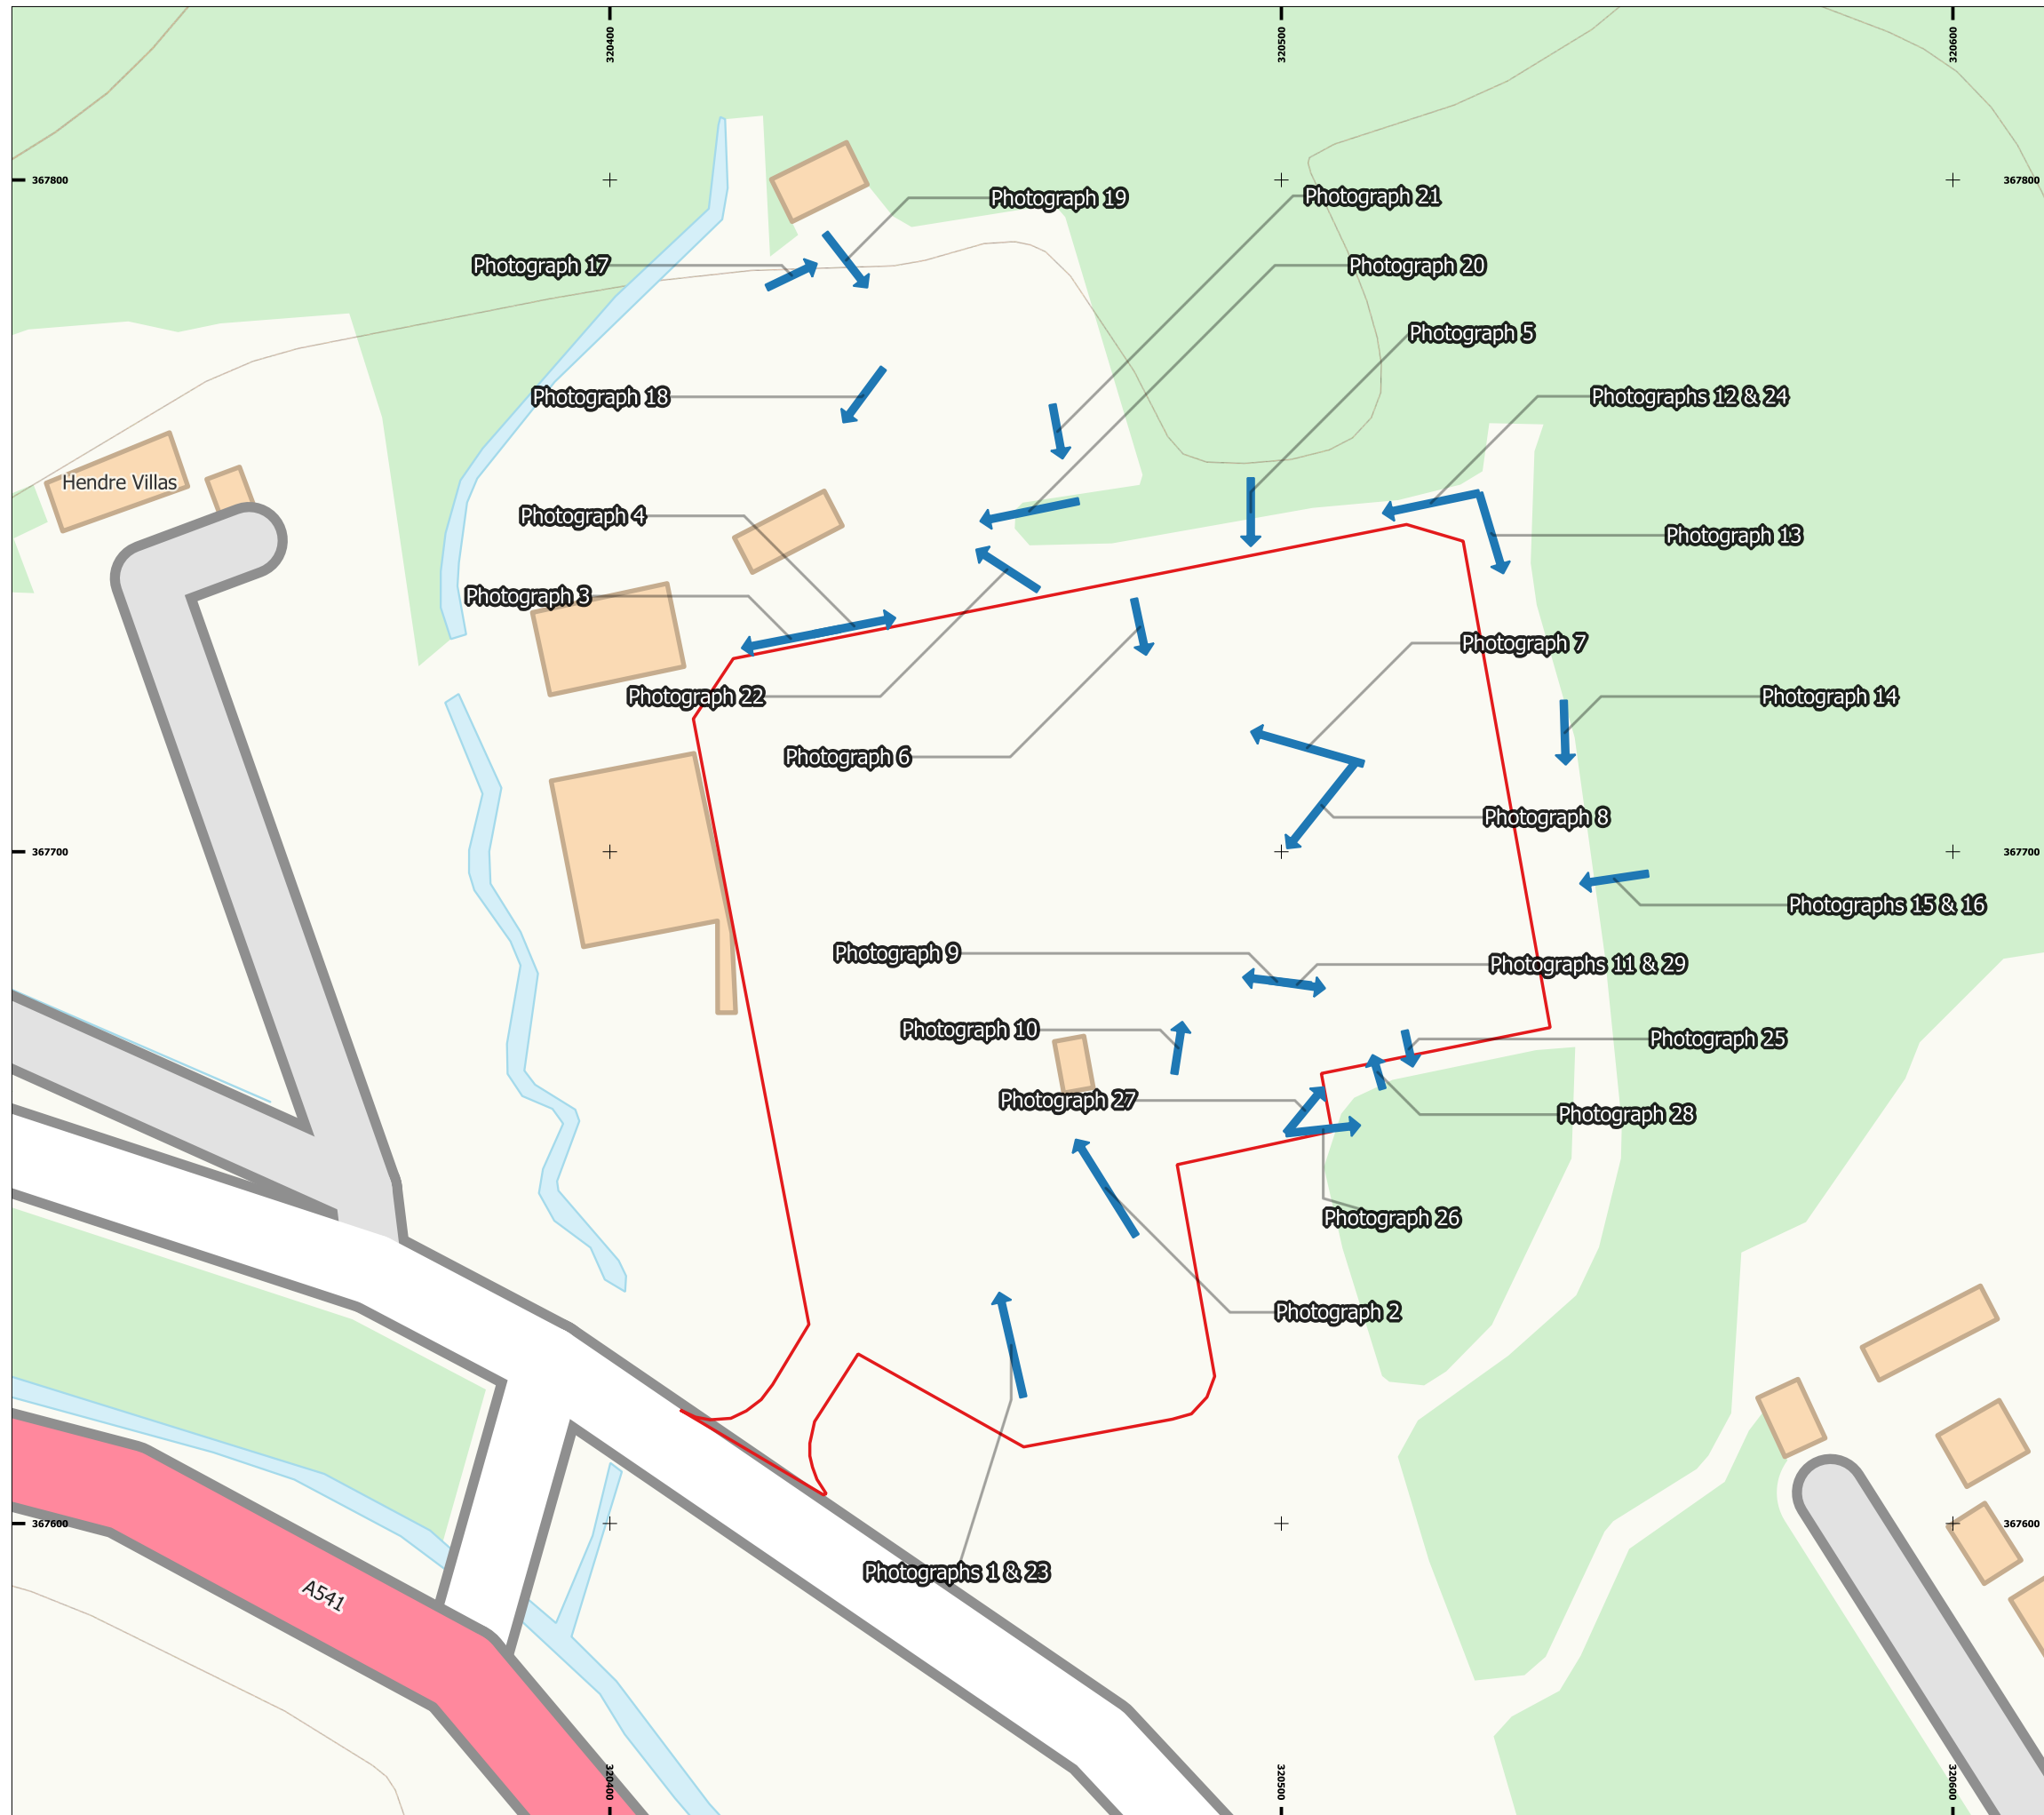 320400
320500
320600
367800
367800
Photograph 19
Photograph 21
Photograph 17
Photograph 20
Photograph 5
Photograph 18
Photographs 12 & 24
Hendre Villas
Photograph 4
Photograph 13
Photograph 3
Photograph 7
Photograph 22
Photograph 14
Photograph 6
Photograph 8
367700
367700
Photographs 15 & 16
Photograph 9
Photographs 11 & 29
Photograph 10
Photograph 25
Photograph 27
Photograph 28
Photograph 26
Photograph 2
367600
367600
Photographs 1 & 23
A541
320400
320500
320600